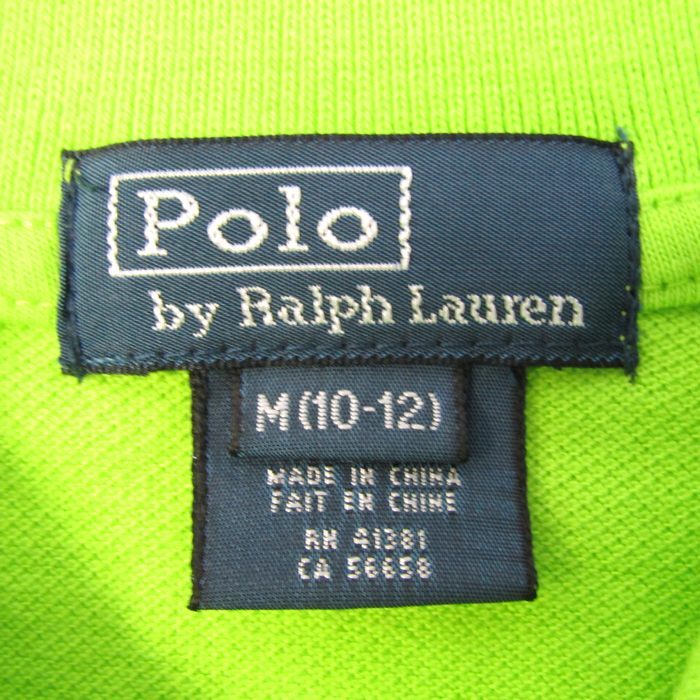 Polo
by Ralph Lauren
M (10-12)
MADE IN CHINA
FAIT EN CHINE
RN 41381
CA 56658